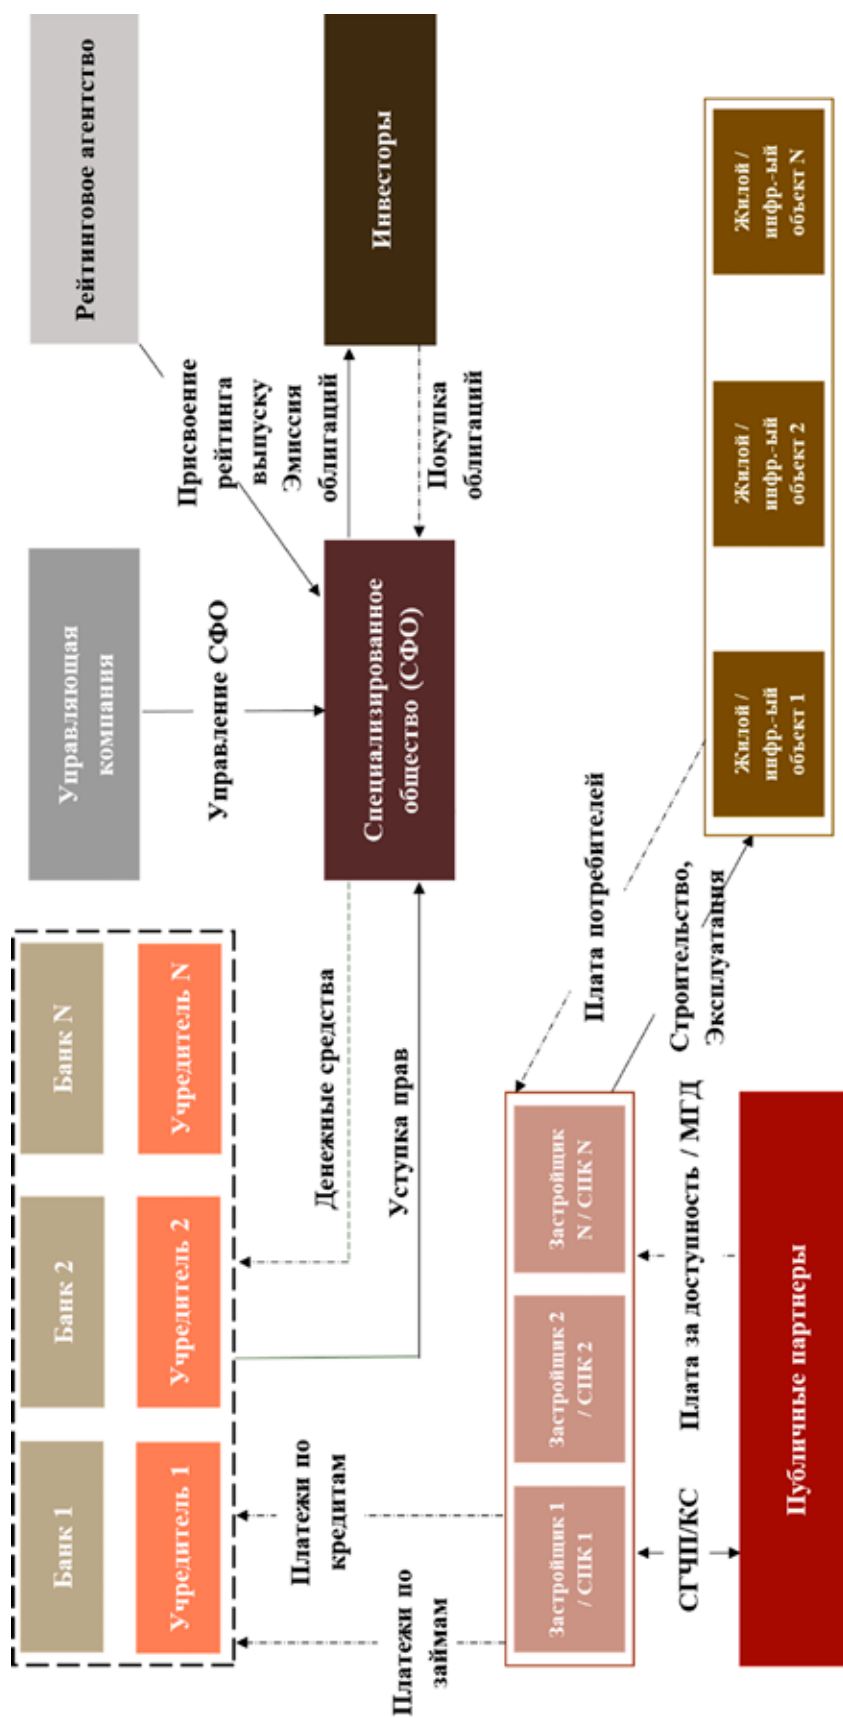 Банк 1
Банк 2
Банк N
Учредитель 1
Учредитель 2
Учредитель N
Управляющая
компания
Рейтинговое агентство
Управление СФО
Присвоение
рейтинга
выпуску
Эмиссия
облигаций
Платежи по
кредитам
Денежные средства
Специализированное
общество (СФО)
Инвесторы
Платежи по
займам
Уступка прав
Покупка
облигаций
Застройщик 1
/ СПК 1
Застройщик 2
/ СПК 2
Застройщик
N / СПК N
Плата потребителей
СГЧП/КС
Плата за доступность / МГД
Строительство,
Эксплуатация
Жилой /
инфр.-ый
объект 1
Жилой /
инфр.-ый
объект 2
Жилой /
инфр.-ый
объект N
Публичные партнеры